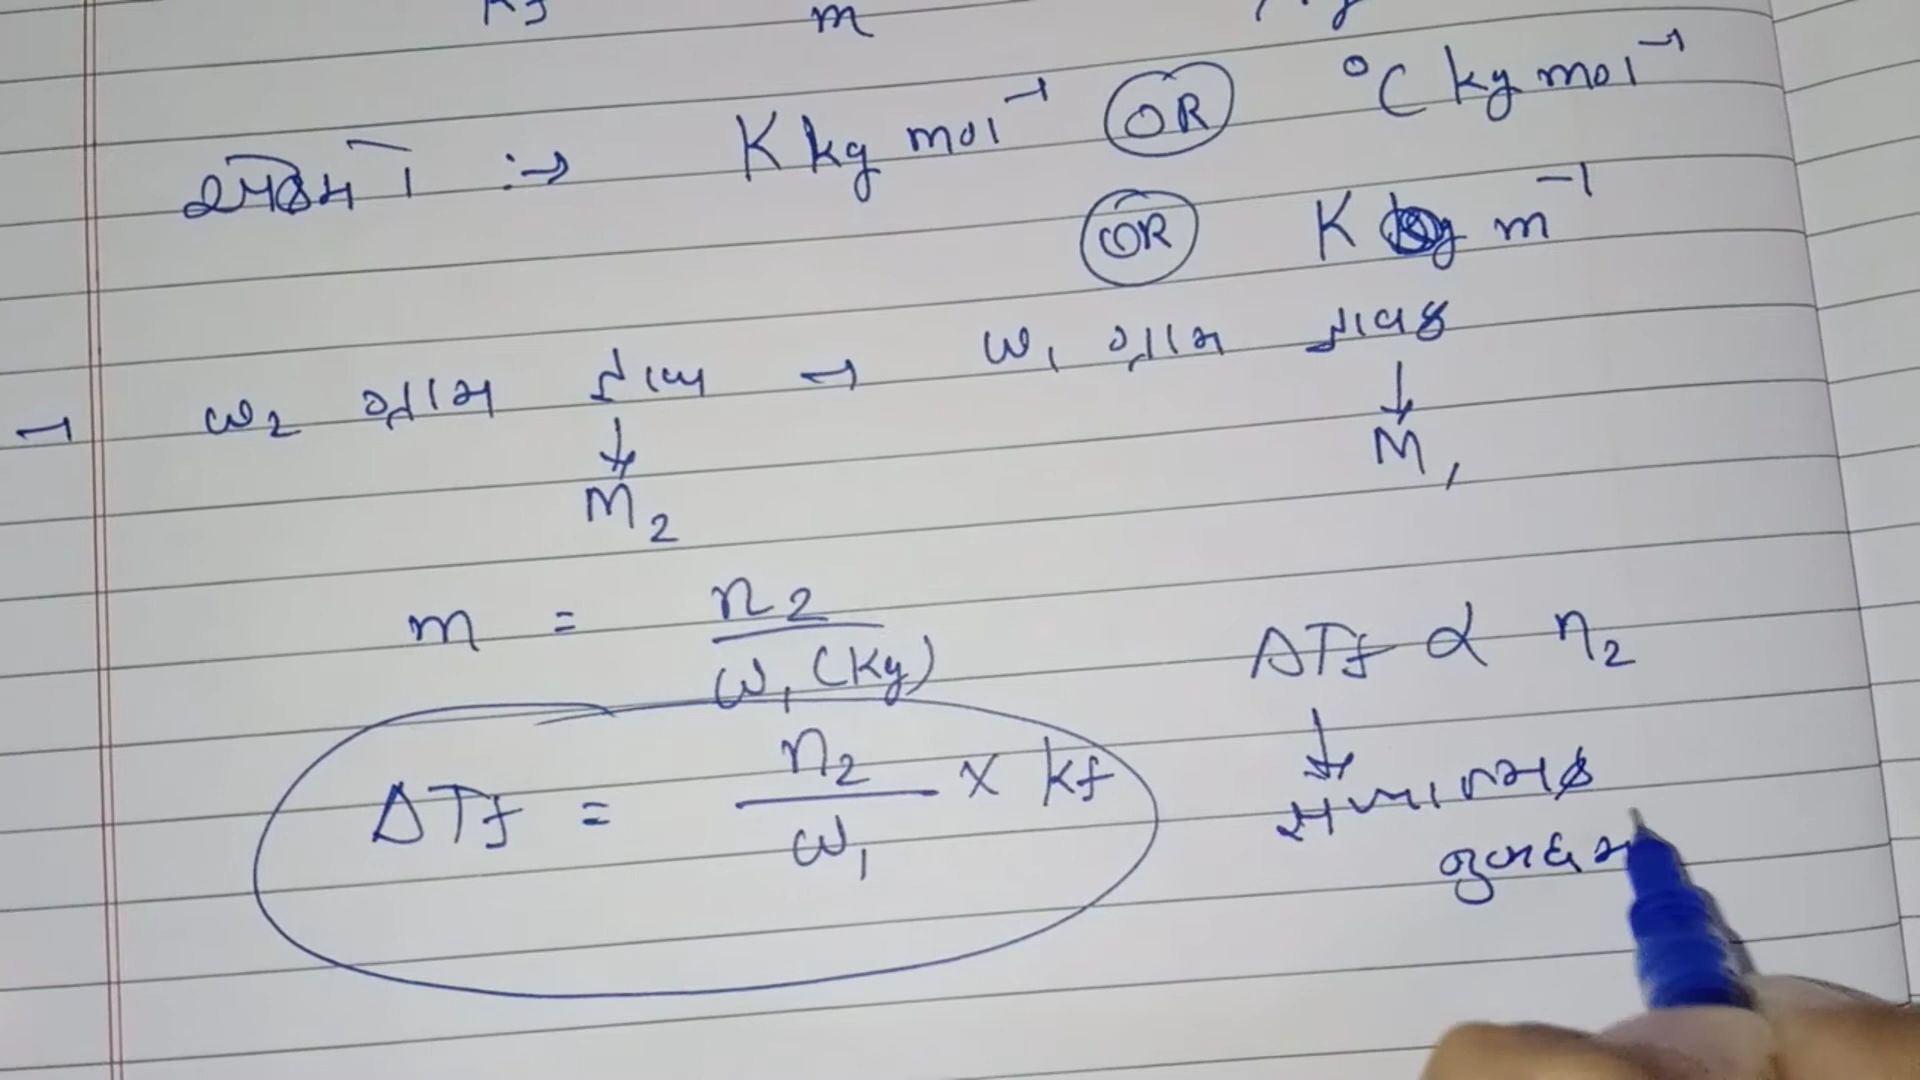 Kf m
એકમો :→ K kg mol⁻¹ OR °C kg mol⁻¹
OR K m⁻¹
→ w₂ ગ્રામ દ્રાવ્ય → w₁ ગ્રામ દ્રાવક
↓ ↓
M₂ M₁
m = n₂ / w₁ (kg)
ΔTf ∝ n₂
↓
સંખ્યાત્મક
ગુણધર્મ
ΔTf = n₂ / w₁ × kf